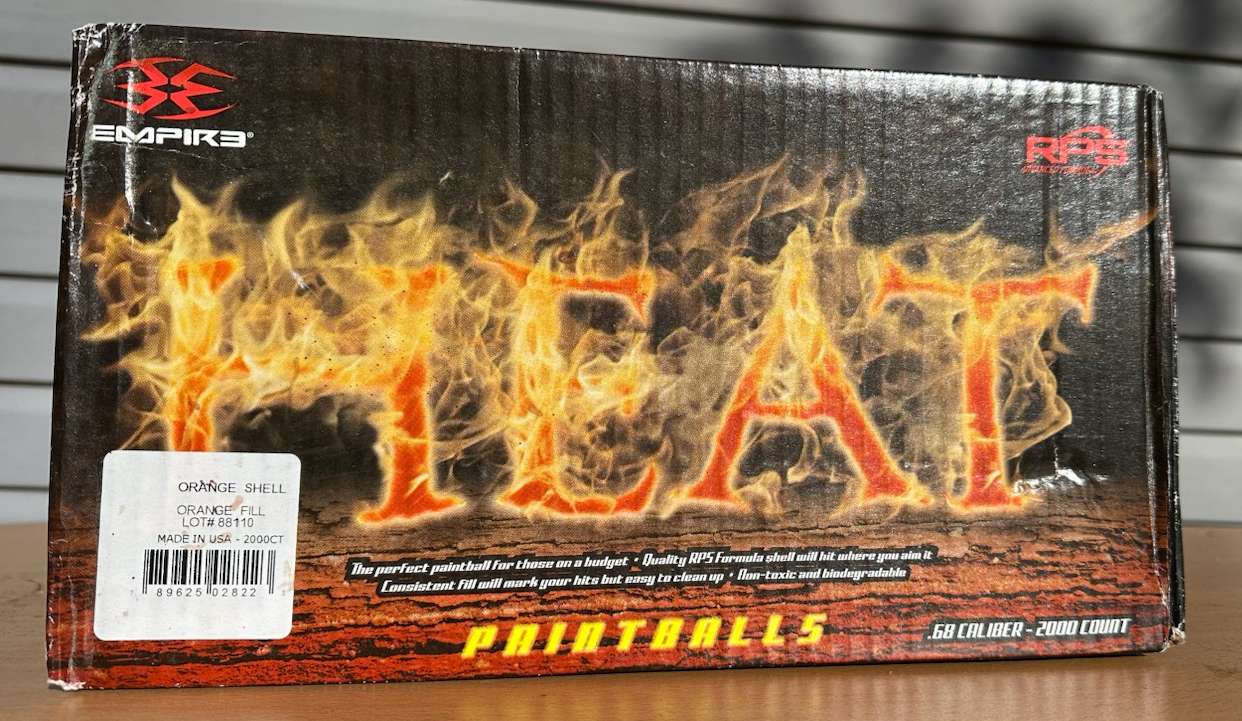 EMPIRE®
RPS
HEAT
ORANGE SHELL
ORANGE FILL
LOT# 88110
MADE IN USA - 2000CT
89625 02822
The perfect paintball for those on a budget • Quality RPS Formula shell will hit where you aim it
Consistent fill will mark your hits but easy to clean up • Non-toxic and biodegradable
PAINTBALLS
.68 CALIBER - 2000 COUNT